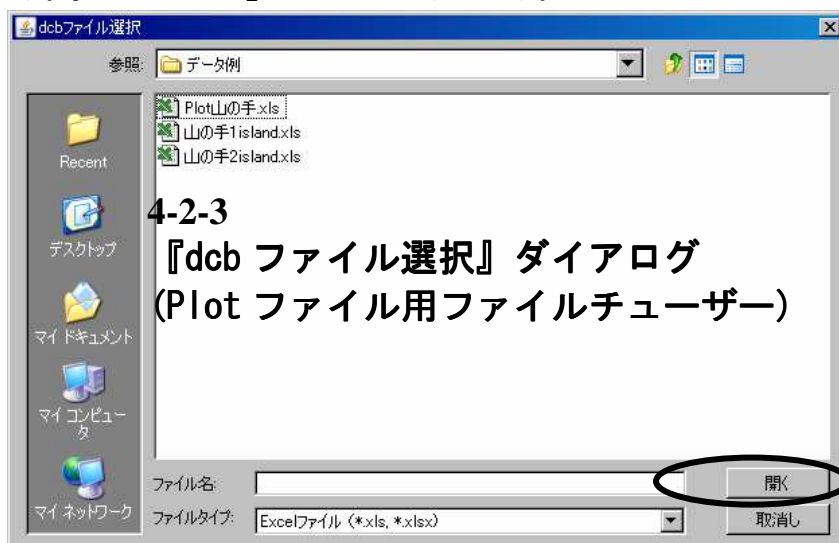 dcbファイル選択
参照: データ例
Plot山の手.xls
山の手1island.xls
山の手2island.xls
Recent
デスクトップ
マイ ドキュメント
マイ コンピュー
タ
マイ ネットワーク
4-2-3
『dcb ファイル選択』ダイアログ
(Plot ファイル用ファイルチューザー)
ファイル名:
開く
ファイルタイプ: Excelファイル (*.xls, *.xlsx)
取消し